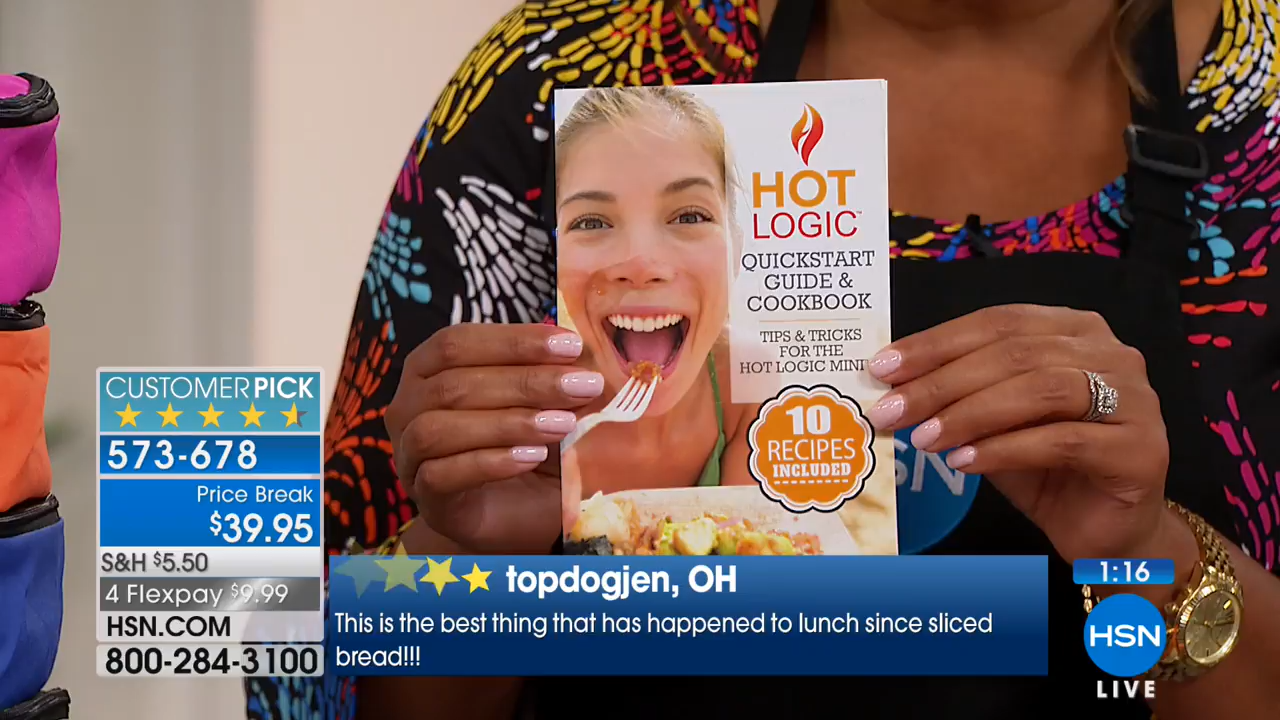 HOT
LOGIC™
QUICKSTART
GUIDE &
COOKBOOK
TIPS & TRICKS
FOR THE
HOT LOGIC MINI
10
RECIPES
INCLUDED
HSN
CUSTOMER PICK
573-678
Price Break
$39.95
S&H $5.50
4 Flexpay $9.99
HSN.COM
800-284-3100
topdogjen, OH
This is the best thing that has happened to lunch since sliced
bread!!!
1:16
HSN
LIVE